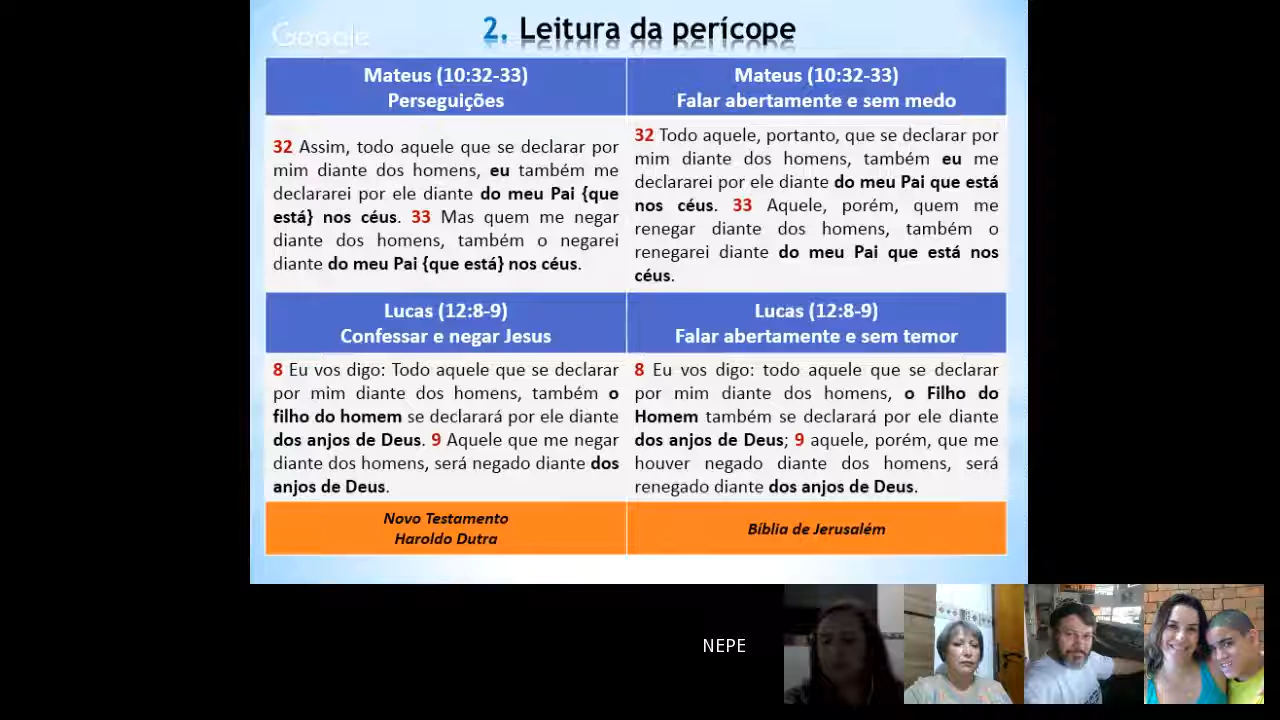 Google
2. Leitura da perícope
Mateus (10:32-33)
Perseguições
Mateus (10:32-33)
Falar abertamente e sem medo
32 Assim, todo aquele que se declarar por
mim diante dos homens, eu também me
declararei por ele diante do meu Pai {que
está} nos céus. 33 Mas quem me negar
diante dos homens, também o negarei
diante do meu Pai {que está} nos céus.
32 Todo aquele, portanto, que se declarar por
mim diante dos homens, também eu me
declararei por ele diante do meu Pai que está
nos céus. 33 Aquele, porém, quem me
renegar diante dos homens, também o
renegarei diante do meu Pai que está nos
céus.
Lucas (12:8-9)
Confessar e negar Jesus
Lucas (12:8-9)
Falar abertamente e sem temor
8 Eu vos digo: Todo aquele que se declarar
por mim diante dos homens, também o
filho do homem se declarará por ele diante
dos anjos de Deus. 9 Aquele que me negar
diante dos homens, será negado diante dos
anjos de Deus.
8 Eu vos digo: todo aquele que se declarar
por mim diante dos homens, o Filho do
Homem também se declarará por ele diante
dos anjos de Deus; 9 aquele, porém, que me
houver negado diante dos homens, será
renegado diante dos anjos de Deus.
Novo Testamento
Haroldo Dutra
Bíblia de Jerusalém
NEPE